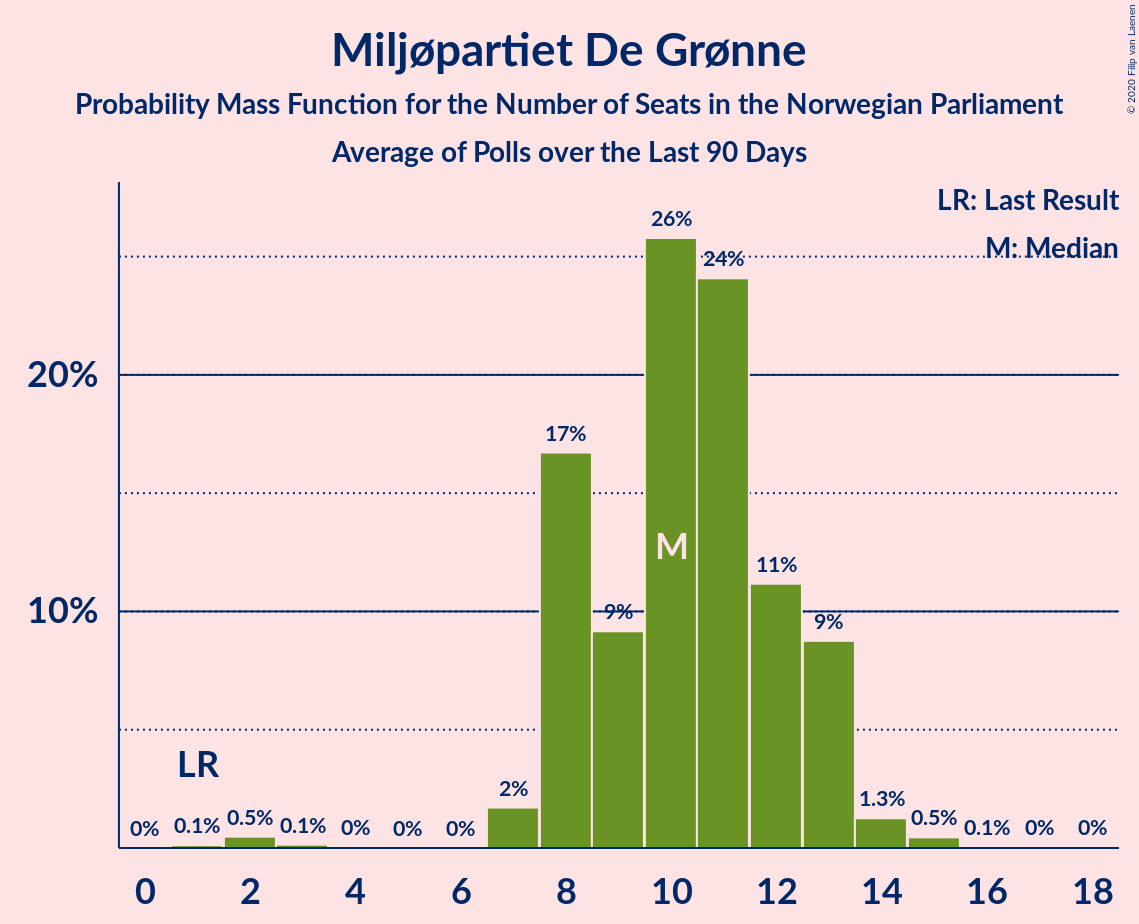 Miljøpartiet De Grønne
Probability Mass Function for the Number of Seats in the Norwegian Parliament
Average of Polls over the Last 90 Days
© 2020 Filip van Laenen
LR: Last Result
M: Median
26%
24%
20%
17%
M
11%
10%
9%
9%
LR
2%
1.3%
0%
0.1%
0.5%
0.1%
0%
0%
0%
0.5%
0.1%
0%
0%
0 2 4 6 8 10 12 14 16 18